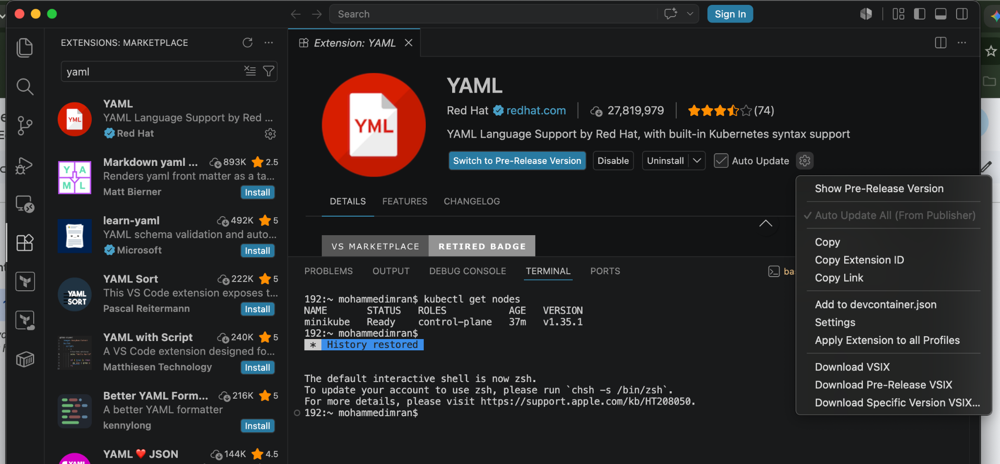 Search
Sign In
EXTENSIONS: MARKETPLACE
yaml
YAML
YAML Language Support by Red ...
Red Hat
Markdown yaml ... 893K 2.5
Renders yaml front matter as a ta...
Matt Bierner
Install
learn-yaml 492K 5
YAML schema validation and auto...
Microsoft
Install
YAML Sort 222K 5
This VS Code extension exposes t...
Pascal Reitermann
Install
YAML with Script 240K 5
A VS Code extension designed fo...
Matthiesen Technology
Install
Better YAML Form... 216K 5
A better YAML formatter
kennylong
Install
YAML ❤️ JSON 144K 4.5
YML
Y A
M L
YAML
SORT
YAML
Extension: YAML
YML
YAML
Red Hat redhat.com 27,819,979 (74)
YAML Language Support by Red Hat, with built-in Kubernetes syntax support
Switch to Pre-Release Version Disable Uninstall Auto Update
DETAILS FEATURES CHANGELOG
VS MARKETPLACE RETIRED BADGE
PROBLEMS OUTPUT DEBUG CONSOLE TERMINAL PORTS
192:~ mohammedimran$ kubectl get nodes
NAME STATUS ROLES AGE VERSION
minikube Ready control-plane 37m v1.35.1
192:~ mohammedimran$
* History restored
The default interactive shell is now zsh.
To update your account to use zsh, please run `chsh -s /bin/zsh`.
For more details, please visit https://support.apple.com/kb/HT208050.
192:~ mohammedimran$
Show Pre-Release Version
✓ Auto Update All (From Publisher)
Copy
Copy Extension ID
Copy Link
Add to devcontainer.json
Settings
Apply Extension to all Profiles
Download VSIX
Download Pre-Release VSIX
Download Specific Version VSIX...